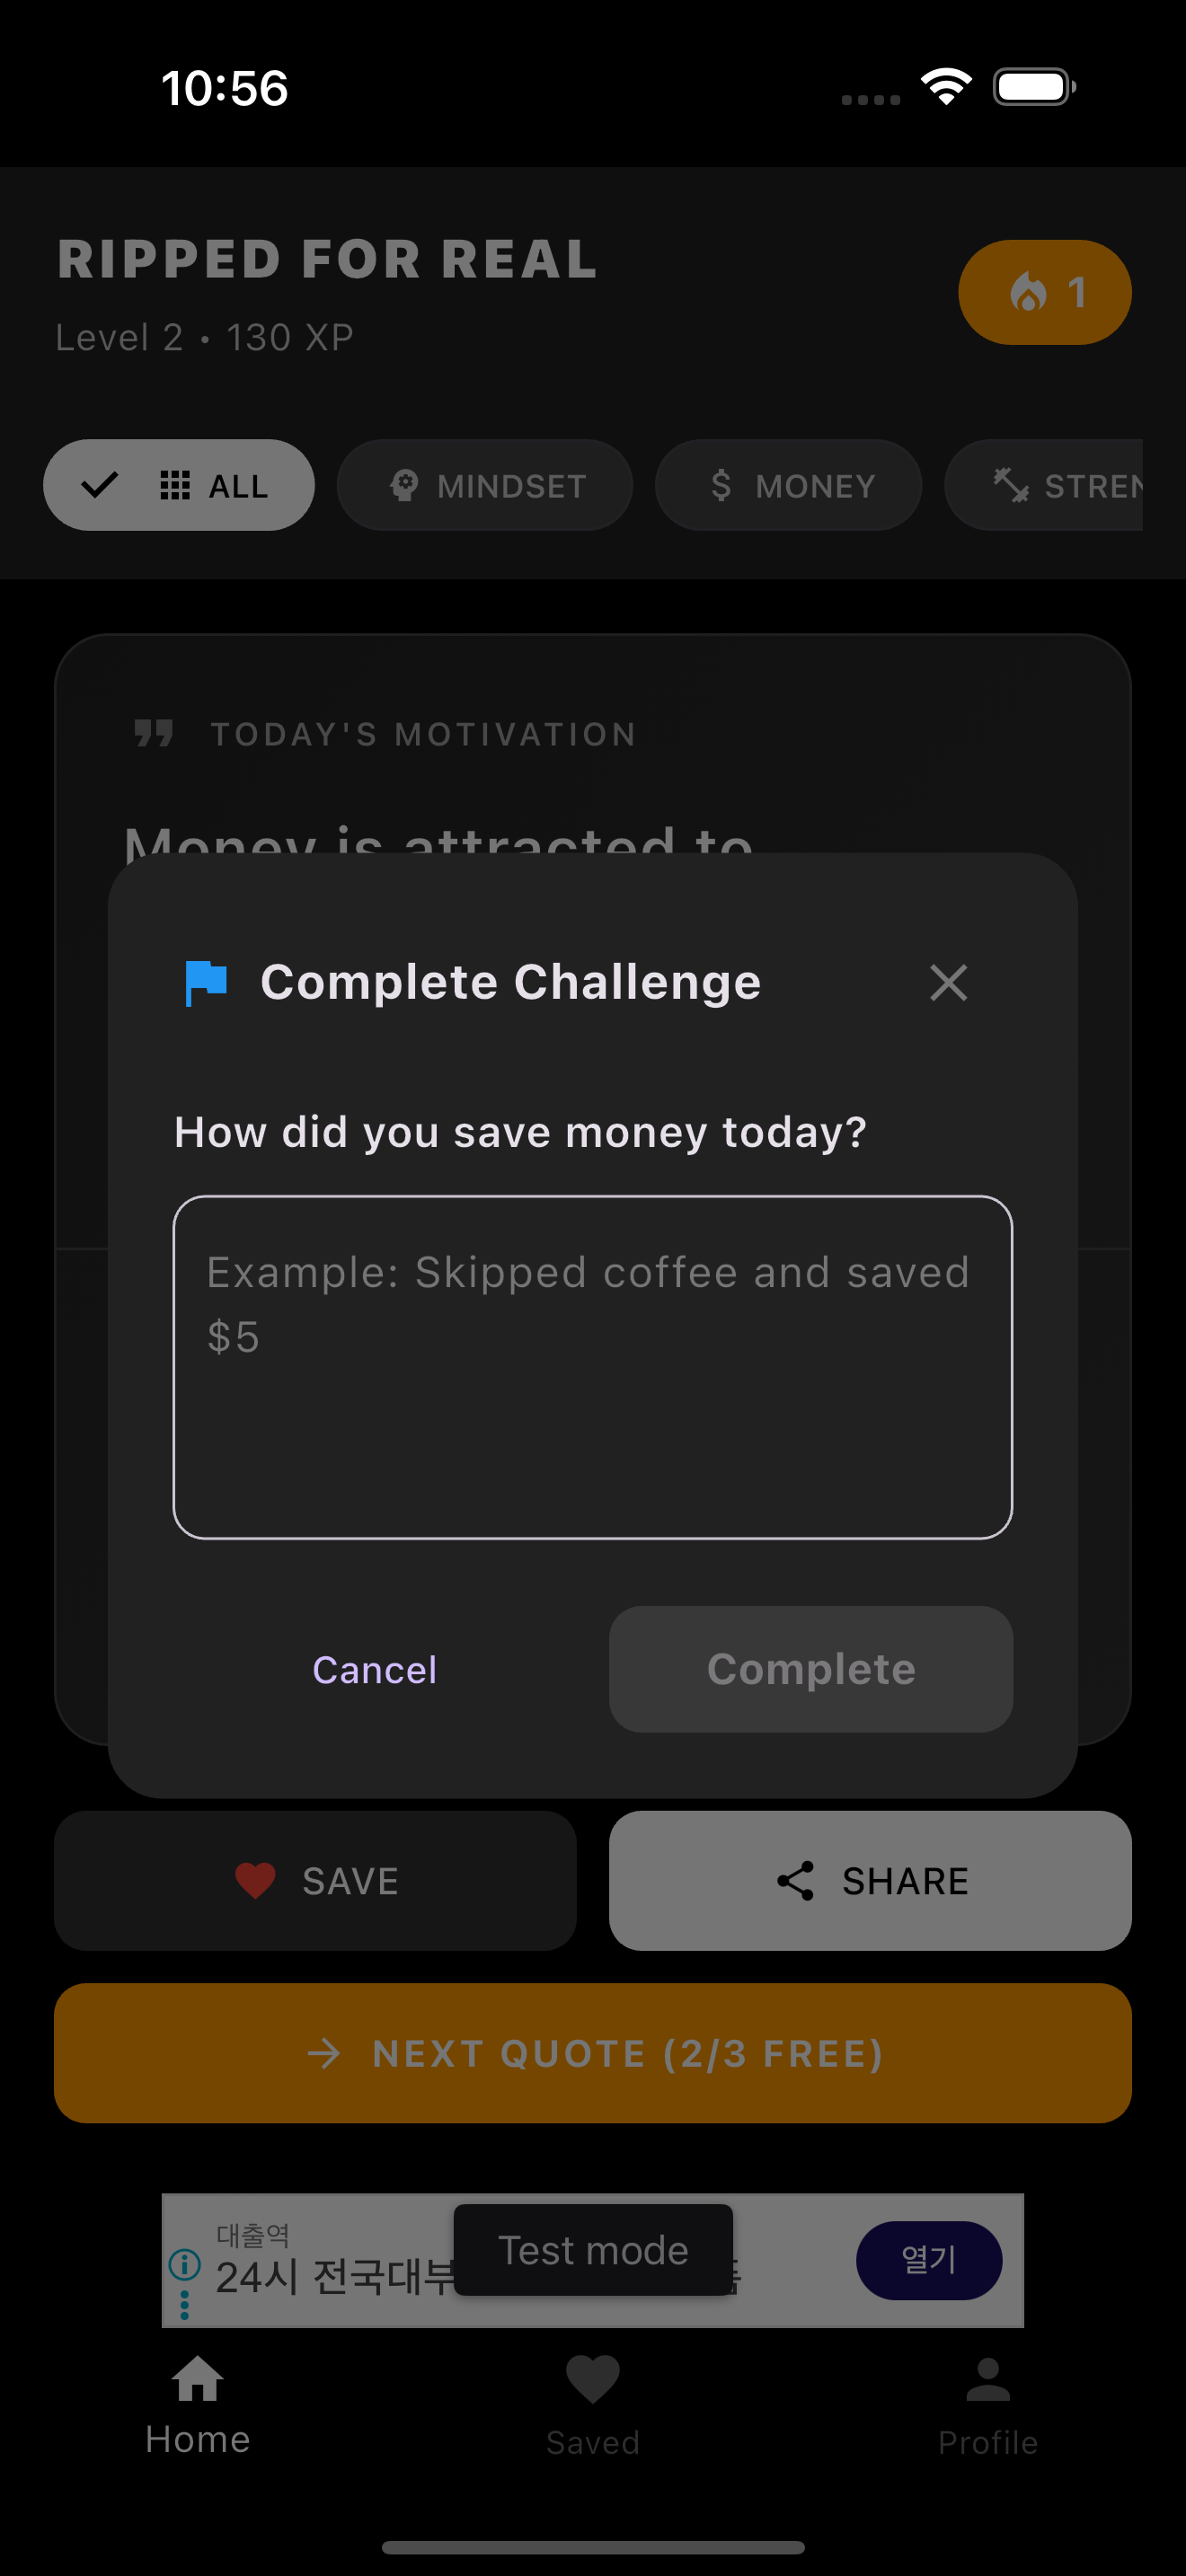 10:56
RIPPED FOR REAL
1
Level 2 • 130 XP
ALL
MINDSET
MONEY
STREN
TODAY'S MOTIVATION
Money is attracted to
Complete Challenge
How did you save money today?
Example: Skipped coffee and saved
$5
Cancel
Complete
SAVE
SHARE
NEXT QUOTE (2/3 FREE)
대출역
24시 전국대부
Test mode
열기
Home
Saved
Profile